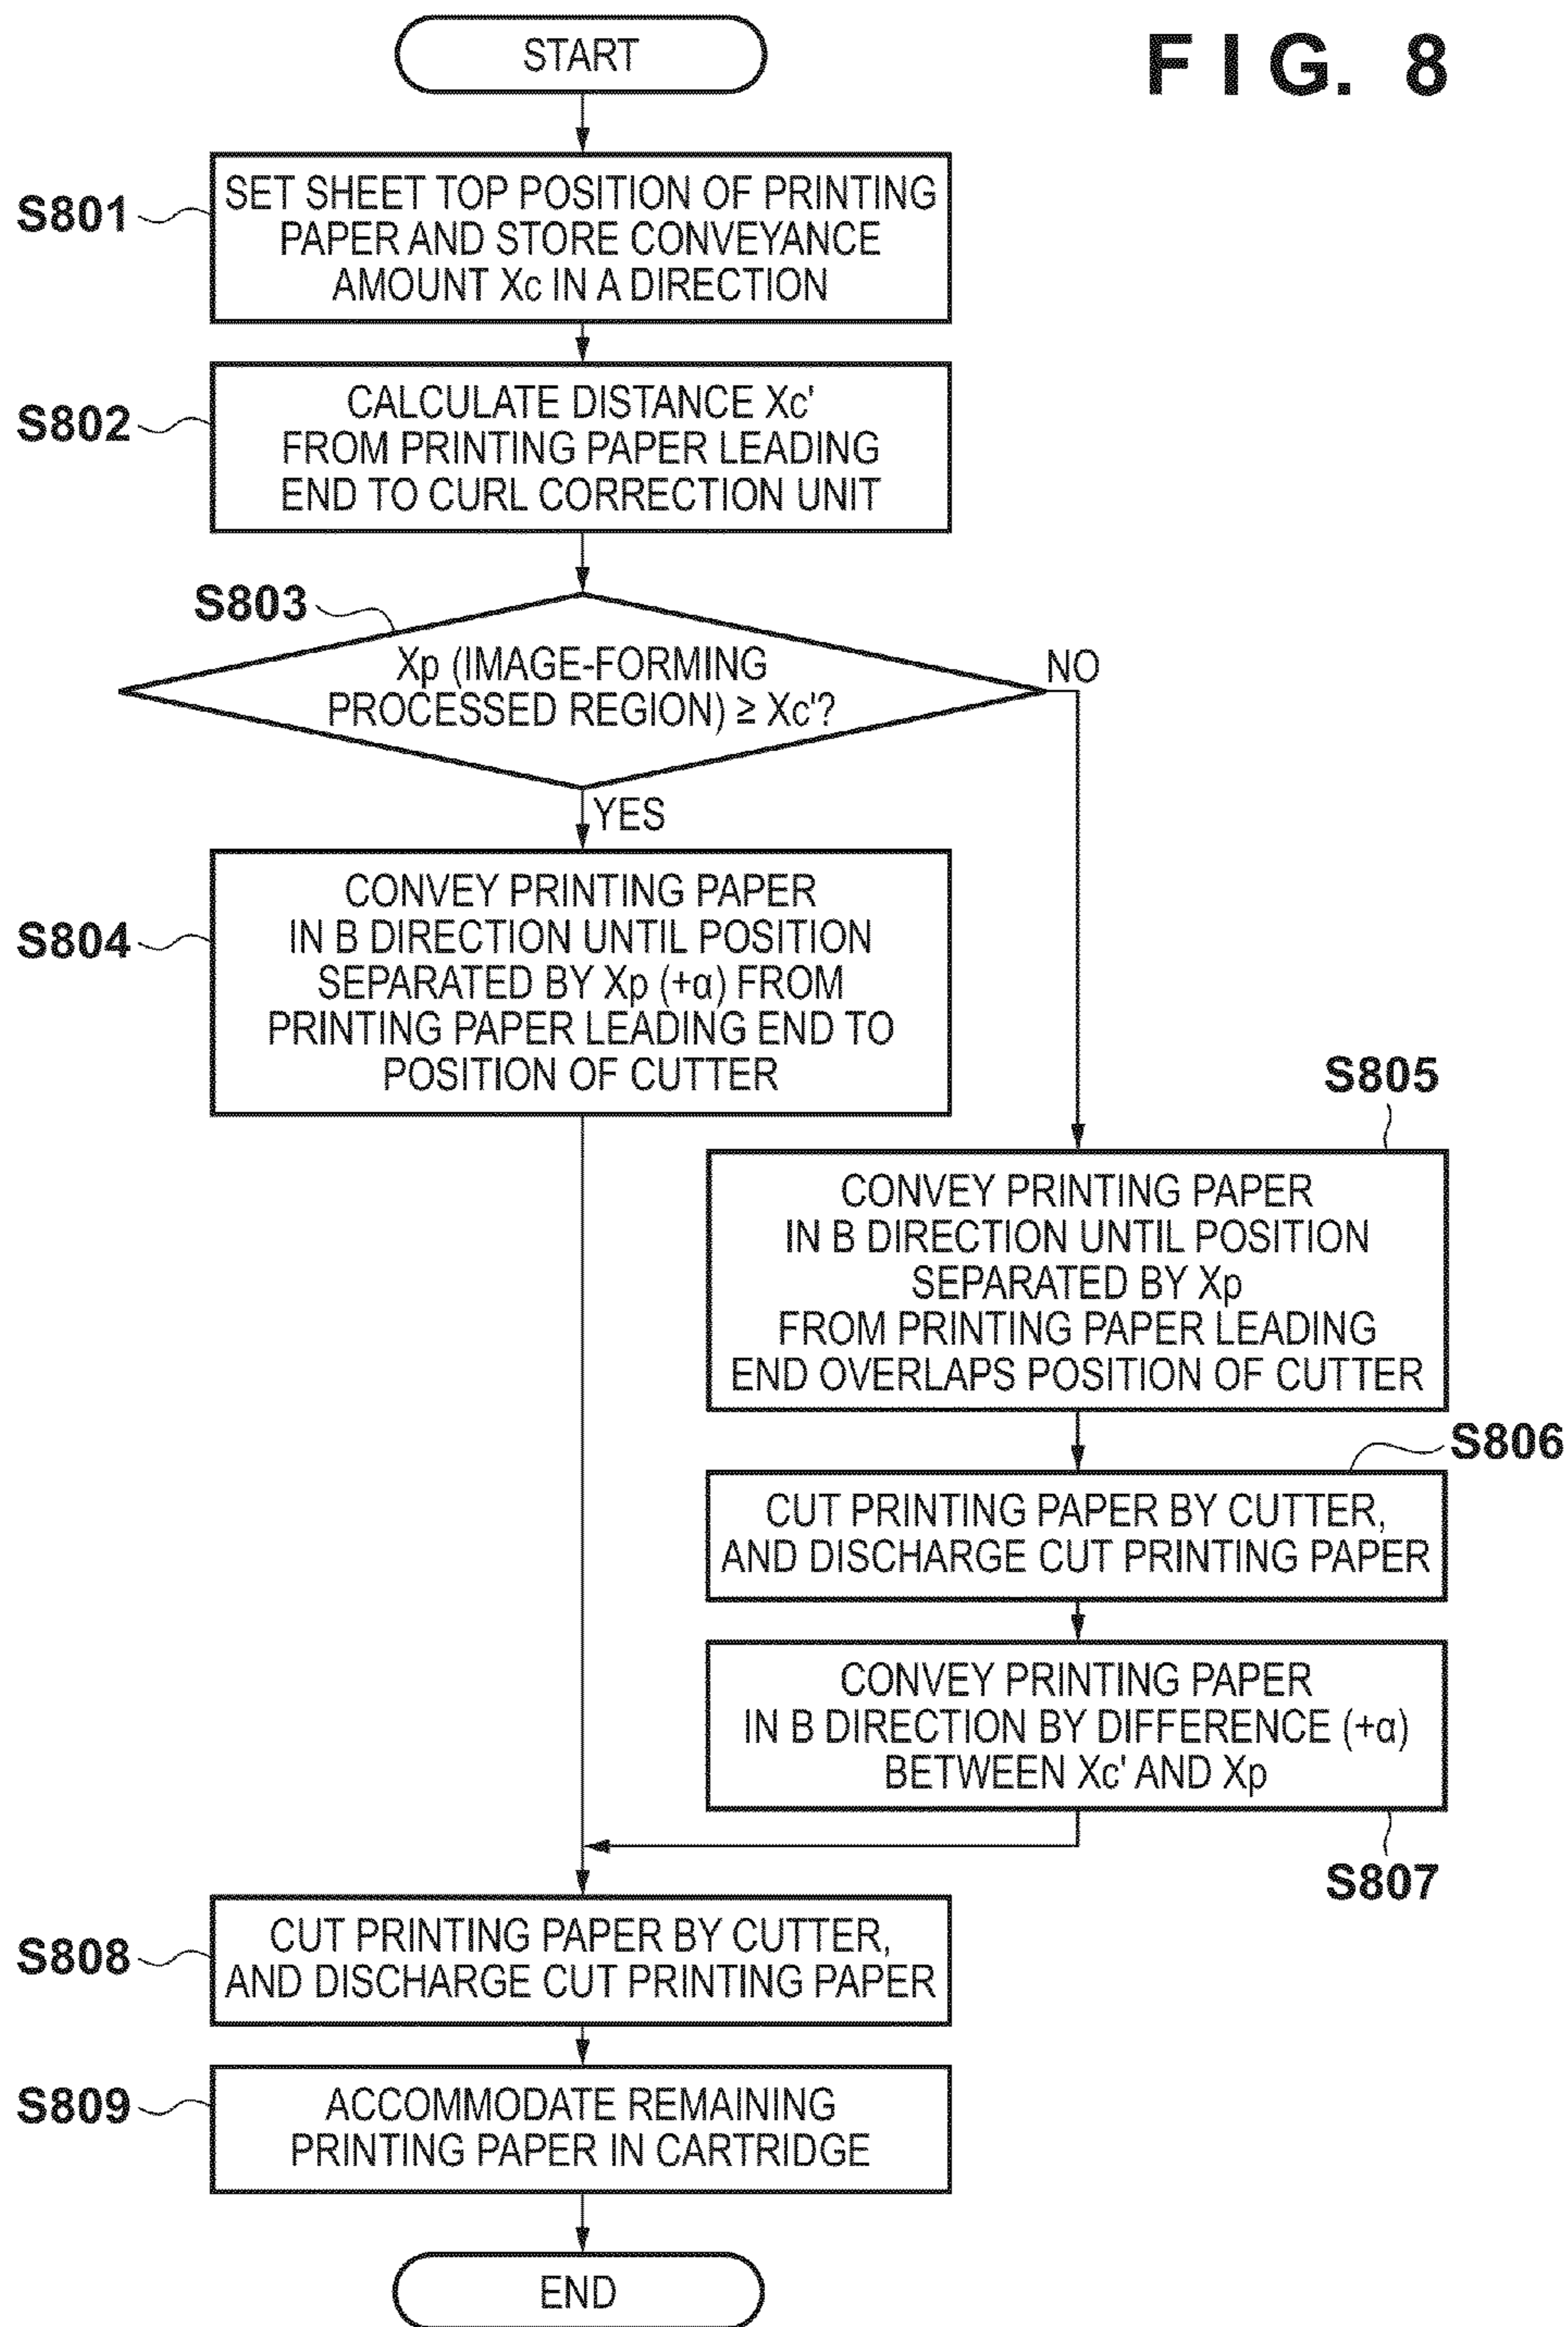 FIG. 8
START
S801
SET SHEET TOP POSITION OF PRINTING
PAPER AND STORE CONVEYANCE
AMOUNT Xc IN A DIRECTION
S802
CALCULATE DISTANCE Xc'
FROM PRINTING PAPER LEADING
END TO CURL CORRECTION UNIT
S803
Xp (IMAGE-FORMING
PROCESSED REGION) ≥ Xc'?
NO
YES
S804
CONVEY PRINTING PAPER
IN B DIRECTION UNTIL POSITION
SEPARATED BY Xp (+α) FROM
PRINTING PAPER LEADING END TO
POSITION OF CUTTER
S805
CONVEY PRINTING PAPER
IN B DIRECTION UNTIL POSITION
SEPARATED BY Xp
FROM PRINTING PAPER LEADING
END OVERLAPS POSITION OF CUTTER
S806
CUT PRINTING PAPER BY CUTTER,
AND DISCHARGE CUT PRINTING PAPER
CONVEY PRINTING PAPER
IN B DIRECTION BY DIFFERENCE (+α)
BETWEEN Xc' AND Xp
S807
S808
CUT PRINTING PAPER BY CUTTER,
AND DISCHARGE CUT PRINTING PAPER
S809
ACCOMMODATE REMAINING
PRINTING PAPER IN CARTRIDGE
END